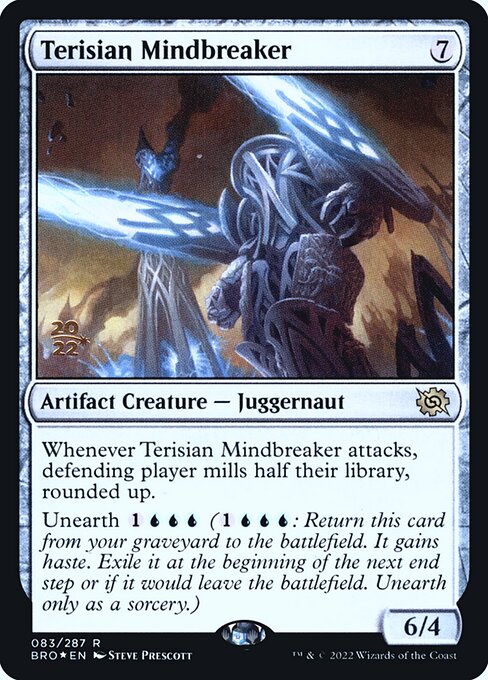 Terisian Mindbreaker 7
20
22
Artifact Creature — Juggernaut
Whenever Terisian Mindbreaker attacks,
defending player mills half their library,
rounded up.
Unearth 1 (1 : Return this card
from your graveyard to the battlefield. It gains
haste. Exile it at the beginning of the next end
step or if it would leave the battlefield. Unearth
only as a sorcery.)
6/4
083/287 R
BRO★EN Steve Prescott
™ & © 2022 Wizards of the Coast